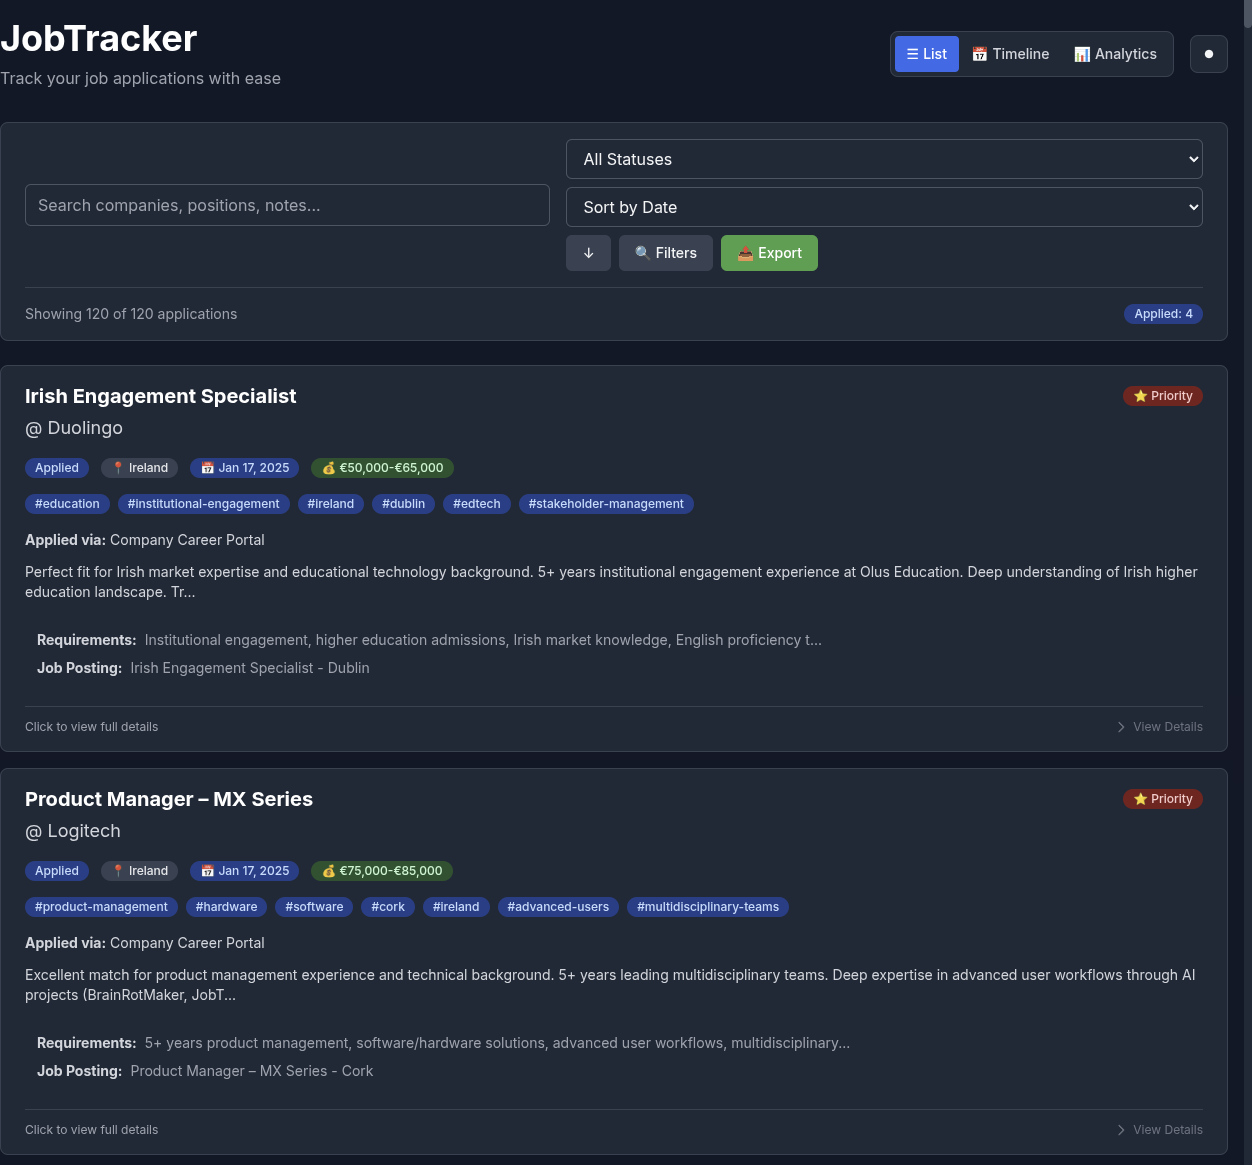 JobTracker
Track your job applications with ease
List
Timeline
Analytics
Search companies, positions, notes...
All Statuses
Sort by Date
↓
Filters
Export
Showing 120 of 120 applications
Applied: 4
Irish Engagement Specialist
Priority
@ Duolingo
Applied
Ireland
Jan 17, 2025
€50,000-€65,000
#education
#institutional-engagement
#ireland
#dublin
#edtech
#stakeholder-management
Applied via: Company Career Portal
Perfect fit for Irish market expertise and educational technology background. 5+ years institutional engagement experience at Olus Education. Deep understanding of Irish higher
education landscape. Tr...
Requirements: Institutional engagement, higher education admissions, Irish market knowledge, English proficiency t...
Job Posting: Irish Engagement Specialist - Dublin
Click to view full details
View Details
Product Manager – MX Series
Priority
@ Logitech
Applied
Ireland
Jan 17, 2025
€75,000-€85,000
#product-management
#hardware
#software
#cork
#ireland
#advanced-users
#multidisciplinary-teams
Applied via: Company Career Portal
Excellent match for product management experience and technical background. 5+ years leading multidisciplinary teams. Deep expertise in advanced user workflows through AI
projects (BrainRotMaker, JobT...
Requirements: 5+ years product management, software/hardware solutions, advanced user workflows, multidisciplinary...
Job Posting: Product Manager – MX Series - Cork
Click to view full details
View Details